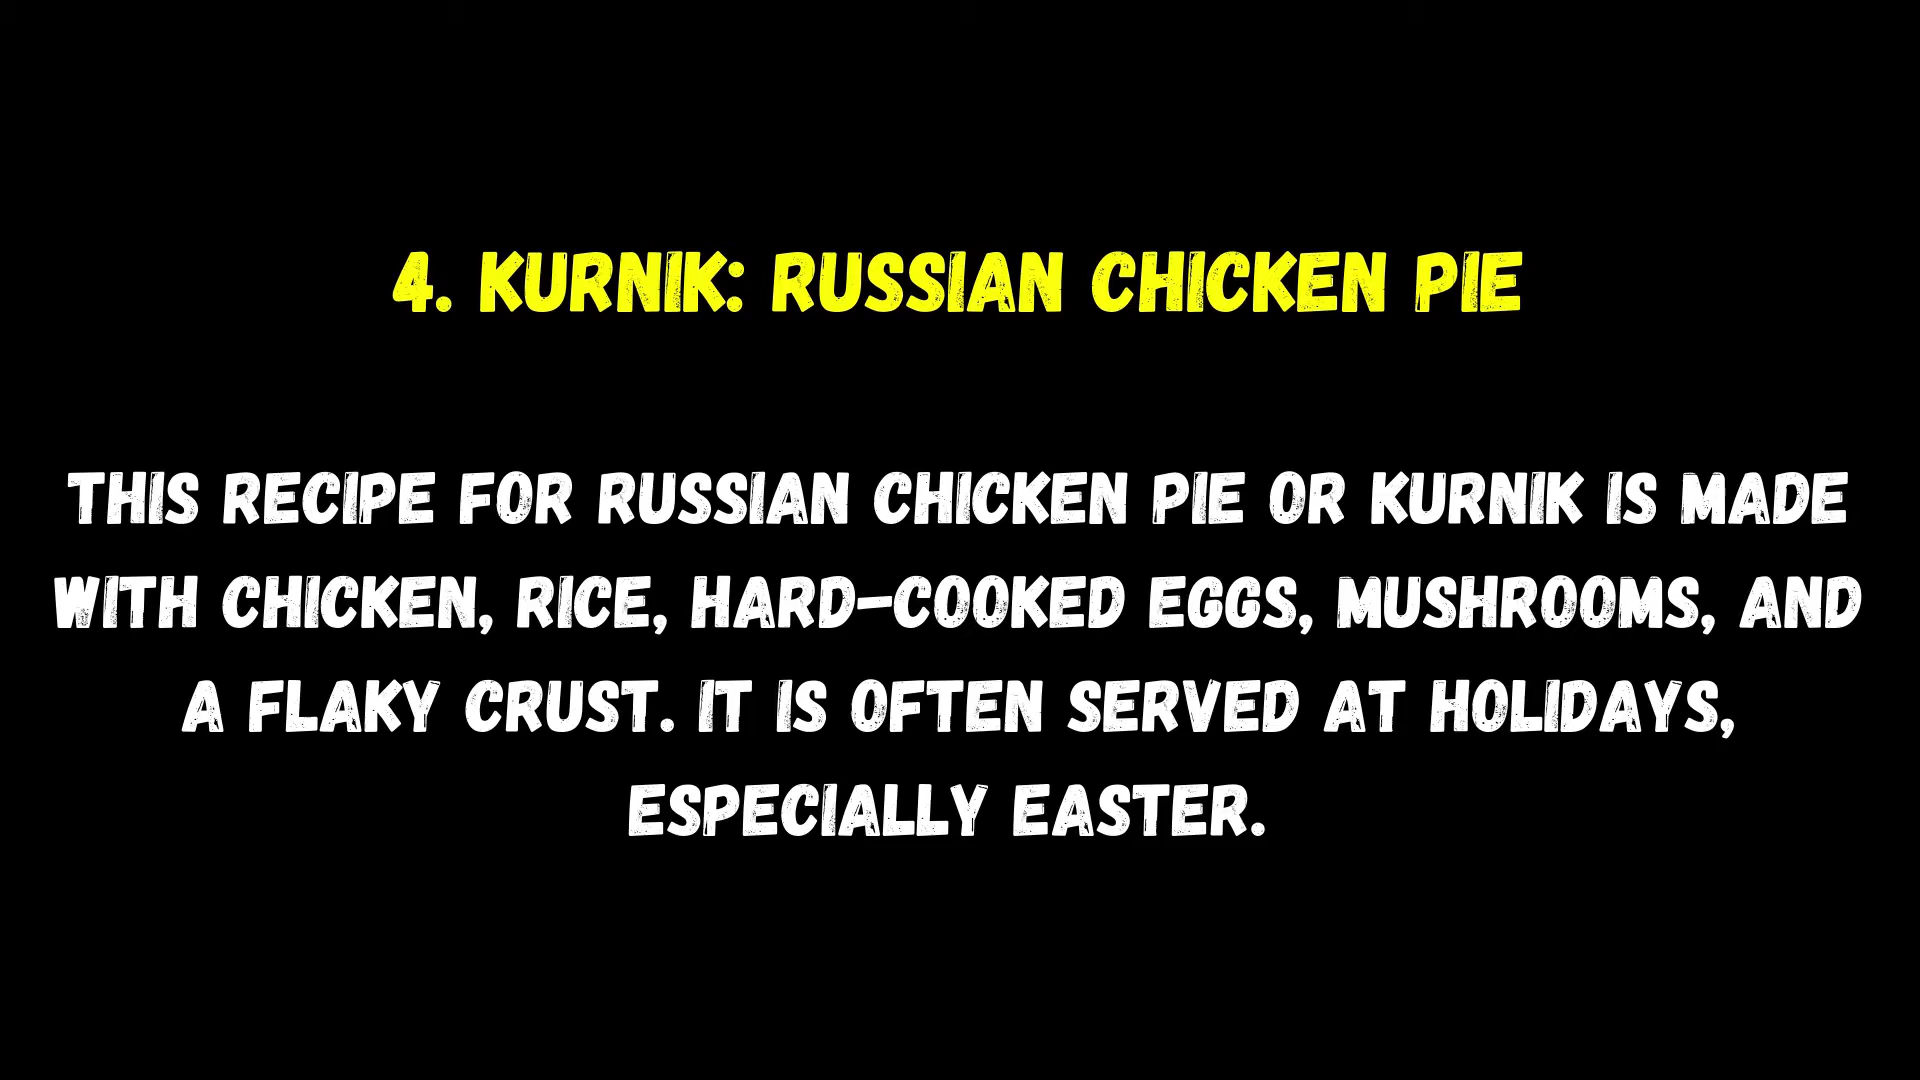 4. KURNIK: RUSSIAN CHICKEN PIE
THIS RECIPE FOR RUSSIAN CHICKEN PIE OR KURNIK IS MADE
WITH CHICKEN, RICE, HARD-COOKED EGGS, MUSHROOMS, AND
A FLAKY CRUST. IT IS OFTEN SERVED AT HOLIDAYS,
ESPECIALLY EASTER.